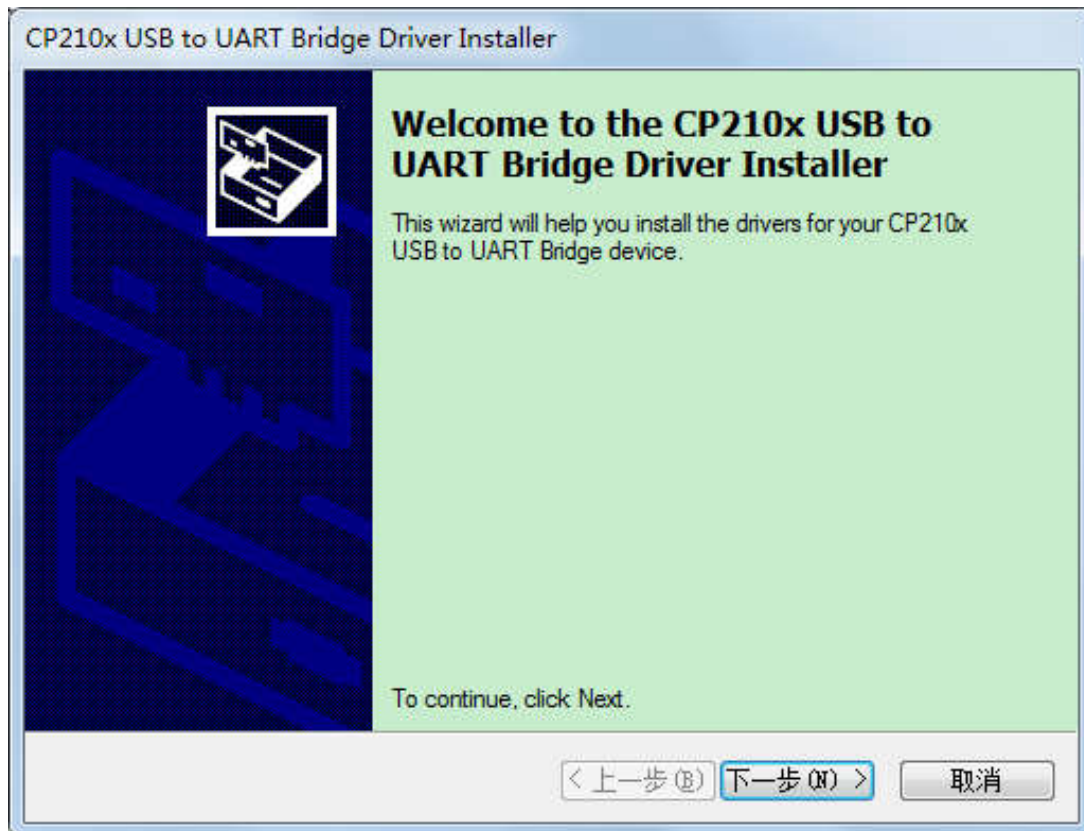 CP210x USB to UART Bridge Driver Installer
Welcome to the CP210x USB to
UART Bridge Driver Installer
This wizard will help you install the drivers for your CP210x
USB to UART Bridge device.
To continue, click Next.
< 上一步(B) 下一步(N) > 取消